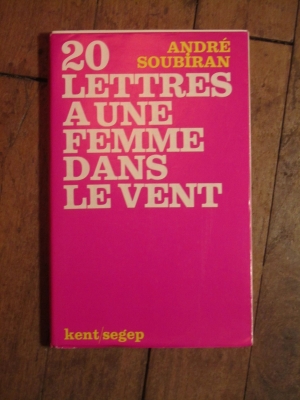 20 ANDRÉ
SOUBIRAN
LETTRES
A UNE
FEMME
DANS
LE VENT
kent/segep